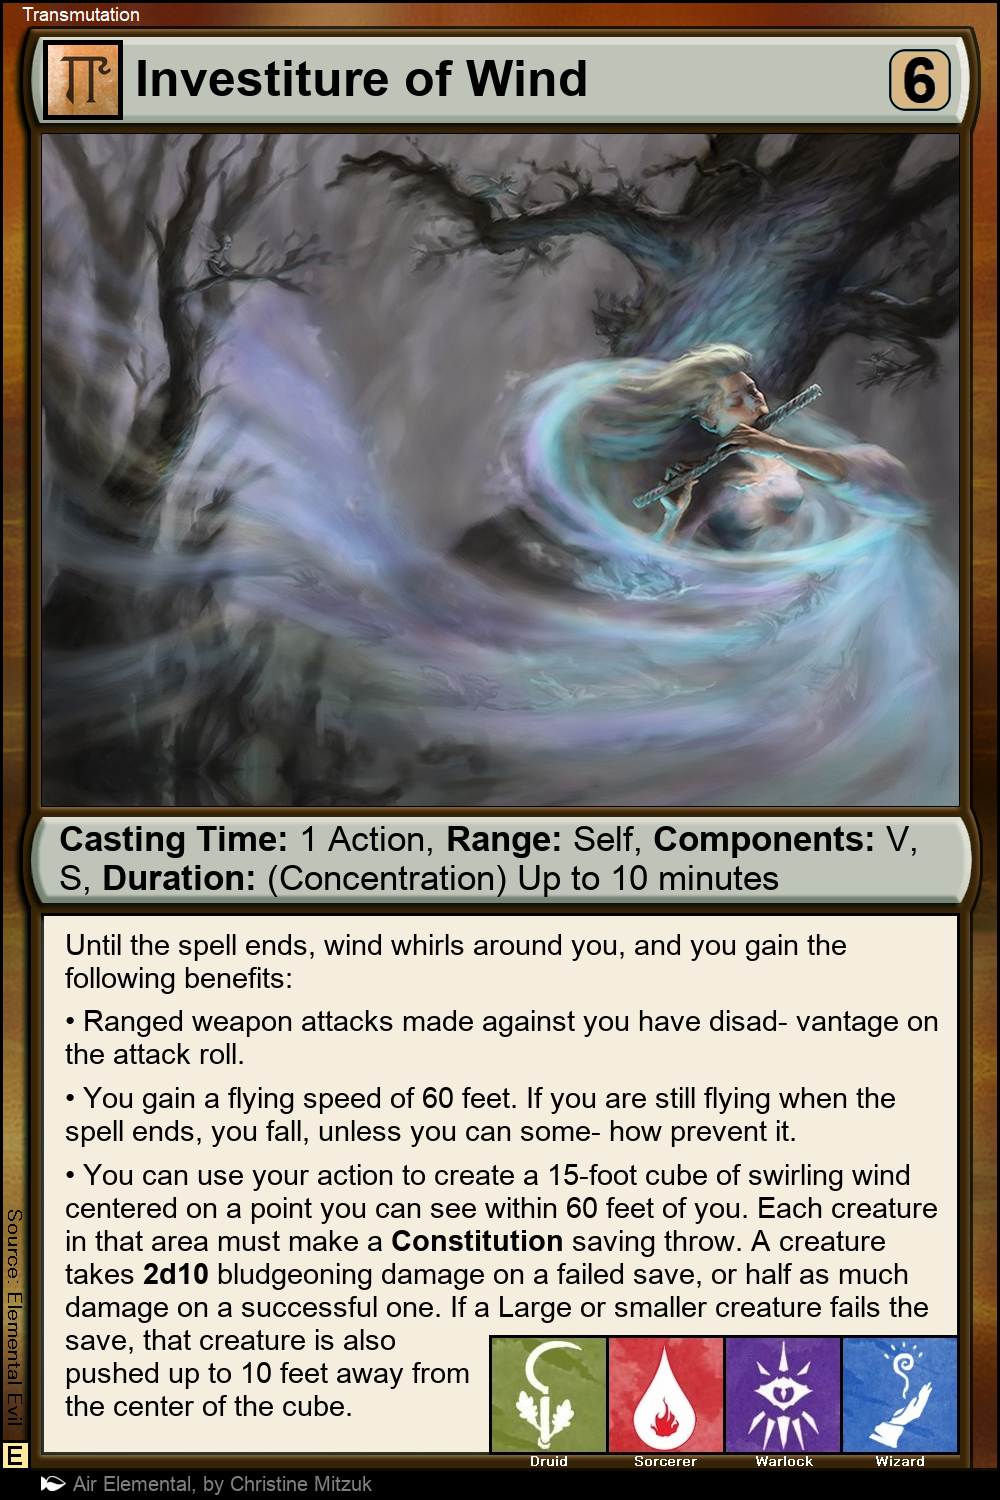 Transmutation
Investiture of Wind
6
Casting Time: 1 Action, Range: Self, Components: V,
S, Duration: (Concentration) Up to 10 minutes
Until the spell ends, wind whirls around you, and you gain the
following benefits:
• Ranged weapon attacks made against you have disad- vantage on
the attack roll.
• You gain a flying speed of 60 feet. If you are still flying when the
spell ends, you fall, unless you can some- how prevent it.
• You can use your action to create a 15-foot cube of swirling wind
centered on a point you can see within 60 feet of you. Each creature
in that area must make a Constitution saving throw. A creature
takes 2d10 bludgeoning damage on a failed save, or half as much
damage on a successful one. If a Large or smaller creature fails the
save, that creature is also
pushed up to 10 feet away from
the center of the cube.
Druid
Sorcerer
Warlock
Wizard
Source: Elemental Evil
E
Air Elemental, by Christine Mitzuk